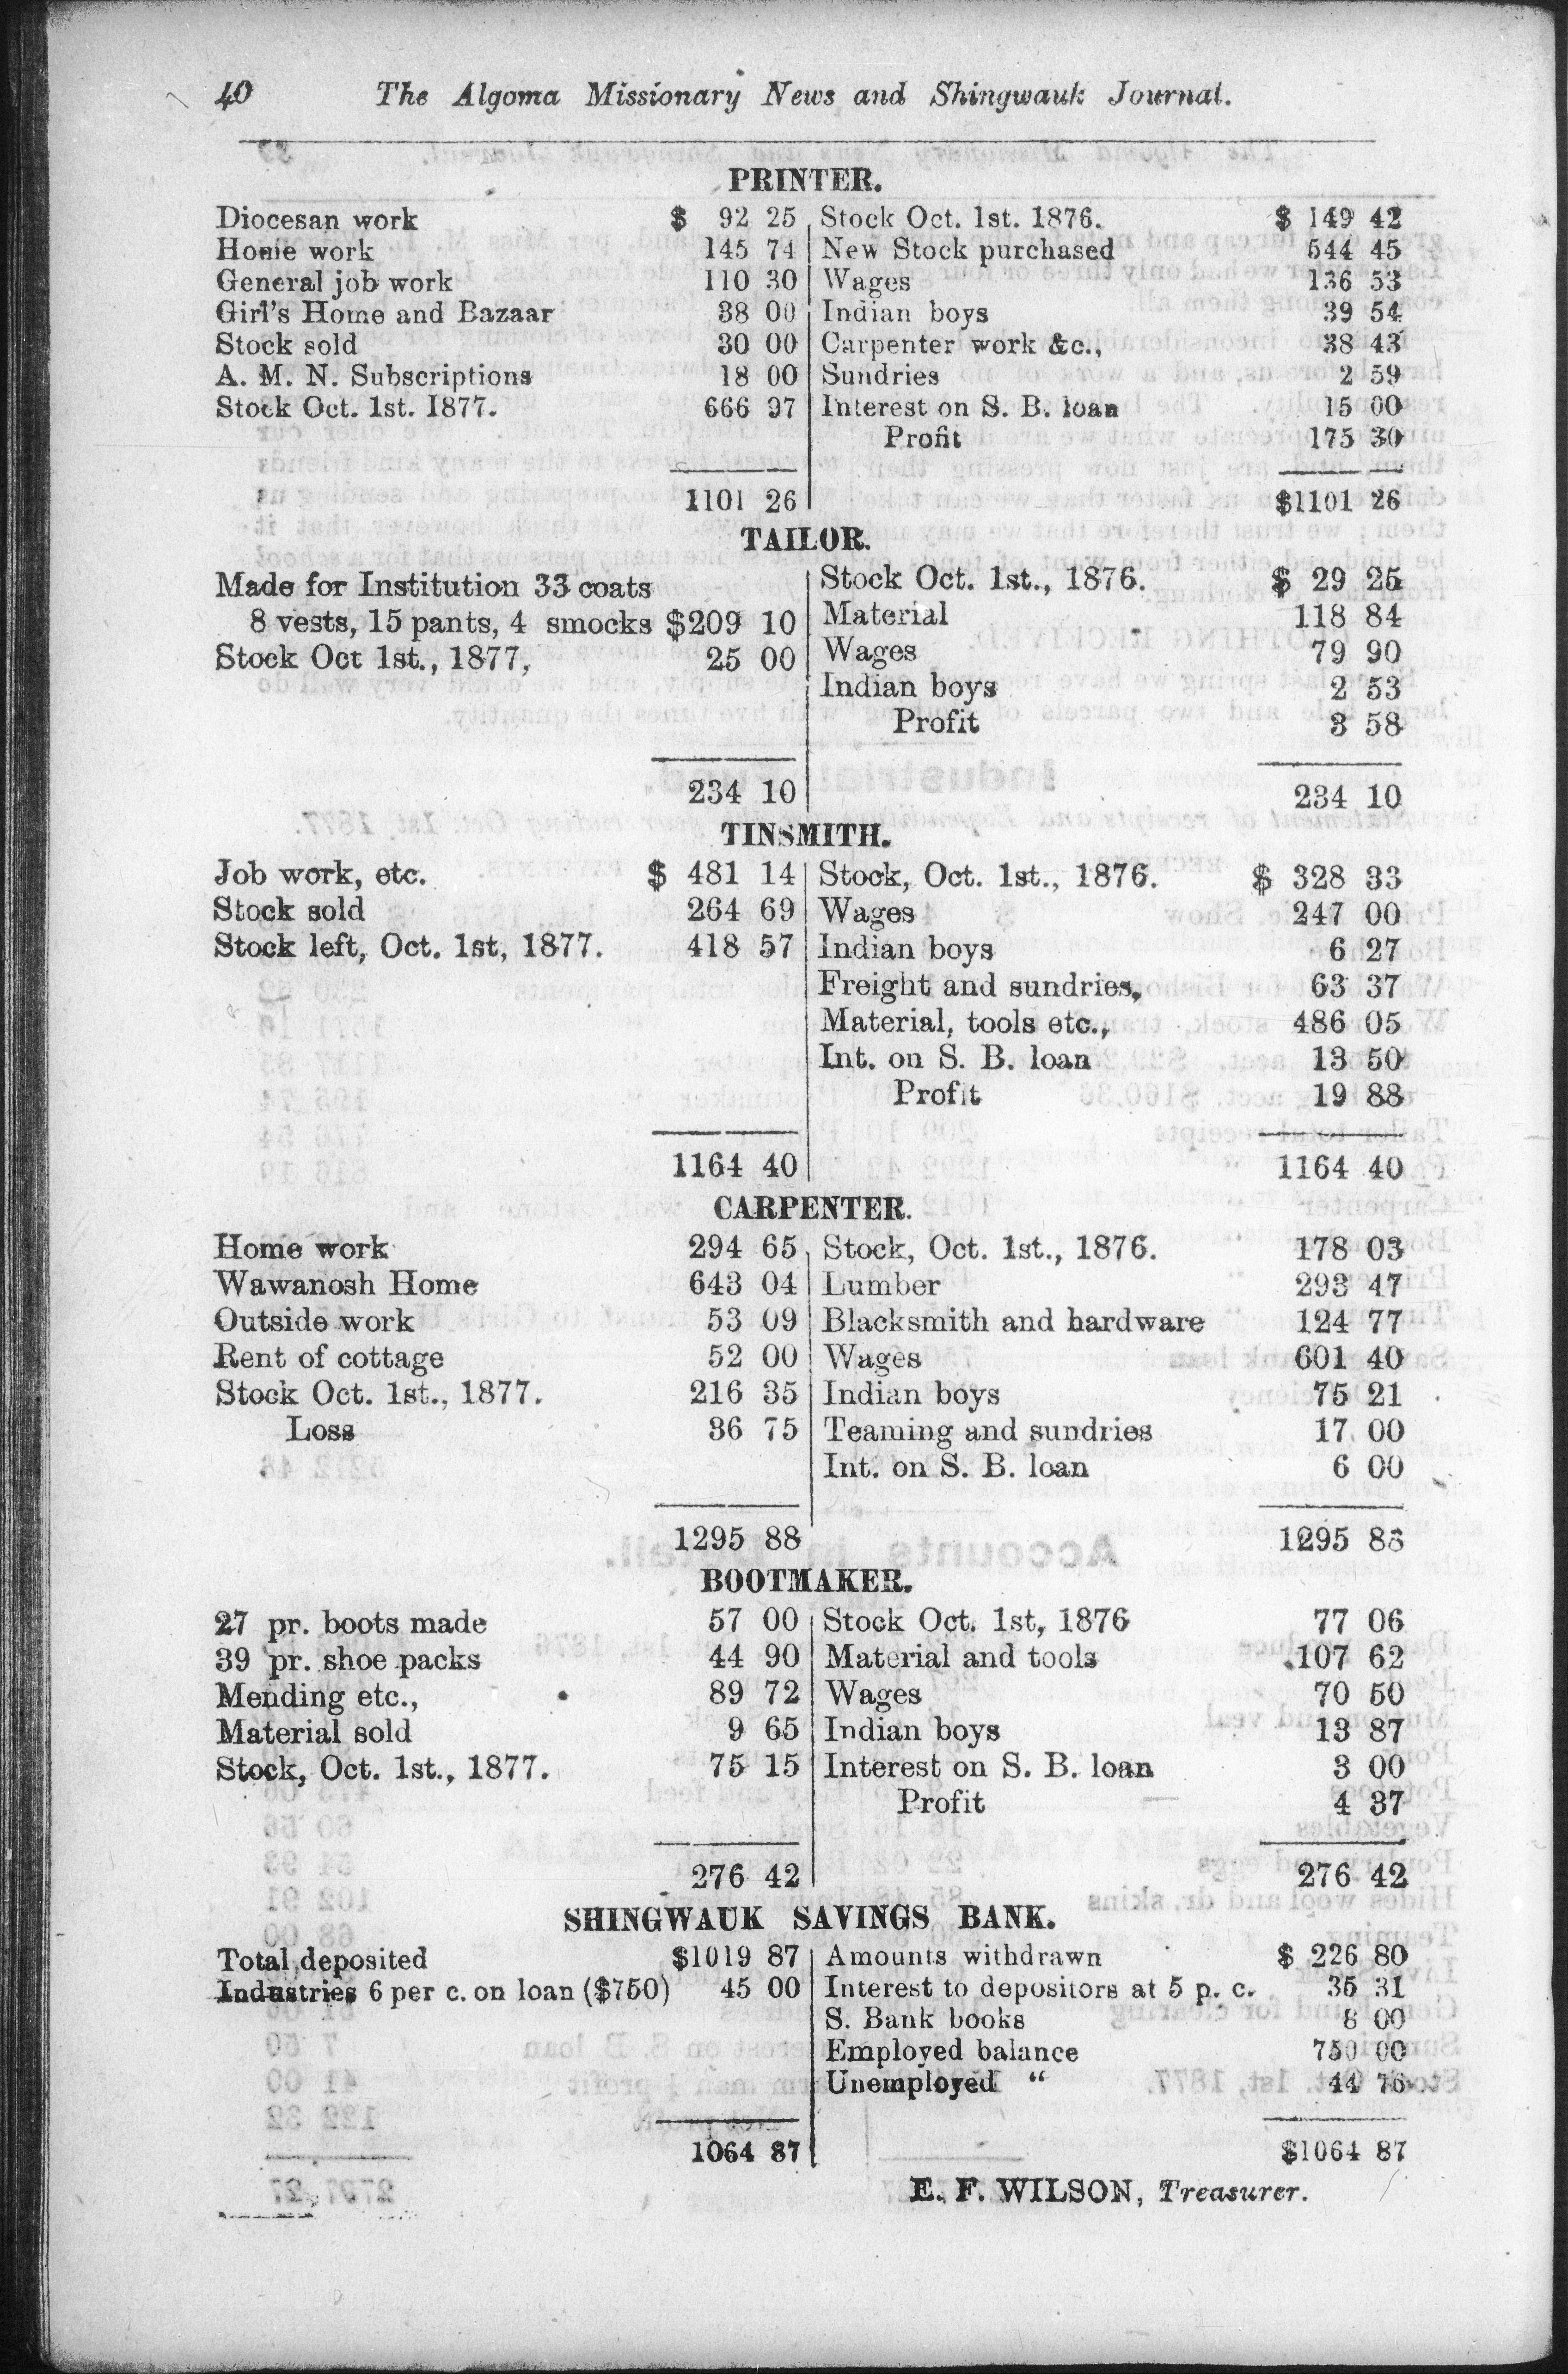 40 The Algoma Missionary News and Shingwauk Journal.
PRINTER.
Diocesan work $ 92 25 Stock Oct. 1st. 1876. $ 149 42
Home work 145 74 New Stock purchased 544 45
General job work 110 30 Wages 136 53
Girl's Home and Bazaar 38 00 Indian boys 39 54
Stock sold 30 00 Carpenter work &c., 38 43
A. M. N. Subscriptions 18 00 Sundries 2 59
Stock Oct. 1st. 1877. 666 97 Interest on S. B. loan 15 00
Profit 175 30
1101 26 $1101 26
TAILOR.
Made for Institution 33 coats Stock Oct. 1st., 1876. $ 29 25
8 vests, 15 pants, 4 smocks $209 10 Material 118 84
Stock Oct 1st., 1877, 25 00 Wages 79 90
Indian boys 2 53
Profit 3 58
234 10 234 10
TINSMITH.
Job work, etc. $ 481 14 Stock, Oct. 1st., 1876. $ 328 33
Stock sold 264 69 Wages 247 00
Stock left, Oct. 1st, 1877. 418 57 Indian boys 6 27
Freight and sundries, 63 37
Material, tools etc., 486 05
Int. on S. B. loan 13 50
Profit 19 88
1164 40 1164 40
CARPENTER.
Home work 294 65 Stock, Oct. 1st., 1876. 178 03
Wawanosh Home 643 04 Lumber 293 47
Outside work 53 09 Blacksmith and hardware 124 77
Rent of cottage 52 00 Wages 601 40
Stock Oct. 1st., 1877. 216 35 Indian boys 75 21
Loss 36 75 Teaming and sundries 17 00
Int. on S. B. loan 6 00
1295 88 1295 88
BOOTMAKER.
27 pr. boots made 57 00 Stock Oct. 1st, 1876 77 06
39 pr. shoe packs 44 90 Material and tools 107 62
Mending etc., 89 72 Wages 70 50
Material sold 9 65 Indian boys 13 87
Stock, Oct. 1st., 1877. 75 15 Interest on S. B. loan 3 00
Profit 4 37
276 42 276 42
SHINGWAUK SAVINGS BANK.
Total deposited $1019 87 Amounts withdrawn $ 226 80
Industries 6 per c. on loan ($750) 45 00 Interest to depositors at 5 p. c. 35 31
S. Bank books 8 00
Employed balance 750 00
Unemployed " 44 76
1064 87 $1064 87
E. F. WILSON, Treasurer.